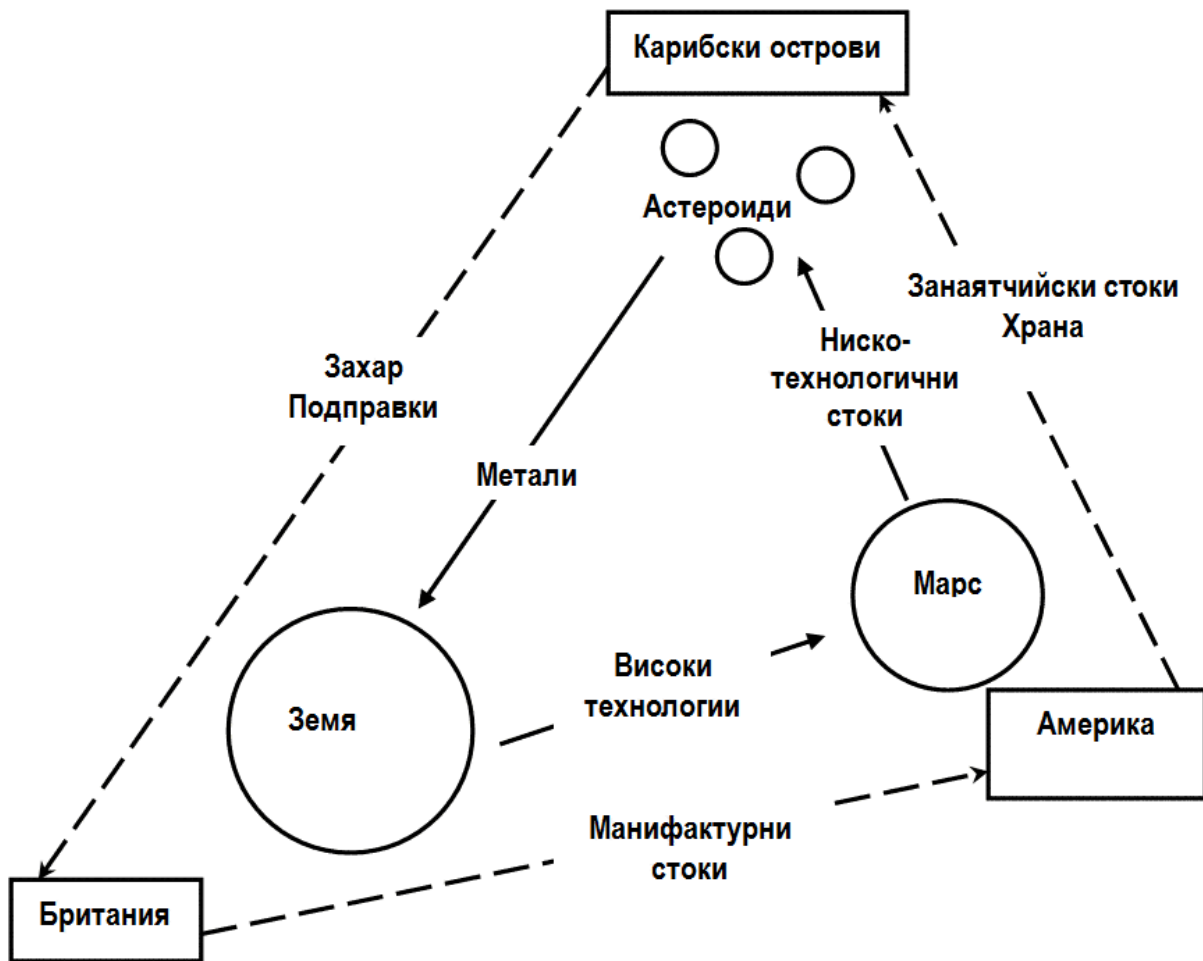 Карибски острови
Астероиди
Занаятчийски стоки
Храна
Ниско-
технологични
стоки
Захар
Подправки
Метали
Марс
Високи
технологии
Земя
Америка
Манифактурни
стоки
Британия